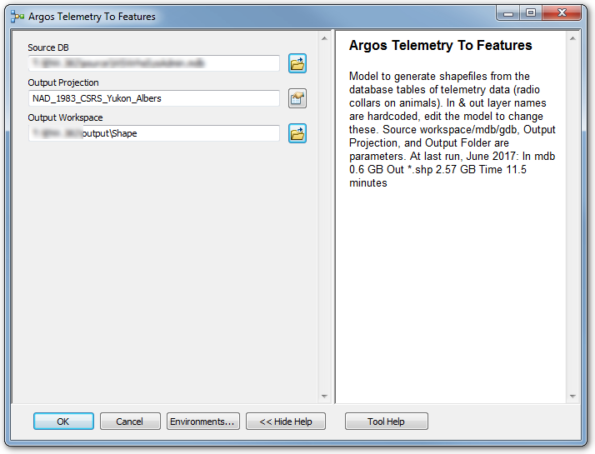 Argos Telemetry To Features
Source DB
Output Projection
NAD_1983_CSRS_Yukon_Albers
Output Workspace
output\Shape
OK
Cancel
Environments...
<< Hide Help
Argos Telemetry To Features
Model to generate shapefiles from the
database tables of telemetry data (radio
collars on animals). In & out layer names
are hardcoded, edit the model to change
these. Source workspace/mdb/gdb, Output
Projection, and Output Folder are
parameters. At last run, June 2017: In mdb
0.6 GB Out *.shp 2.57 GB Time 11.5
minutes
Tool Help